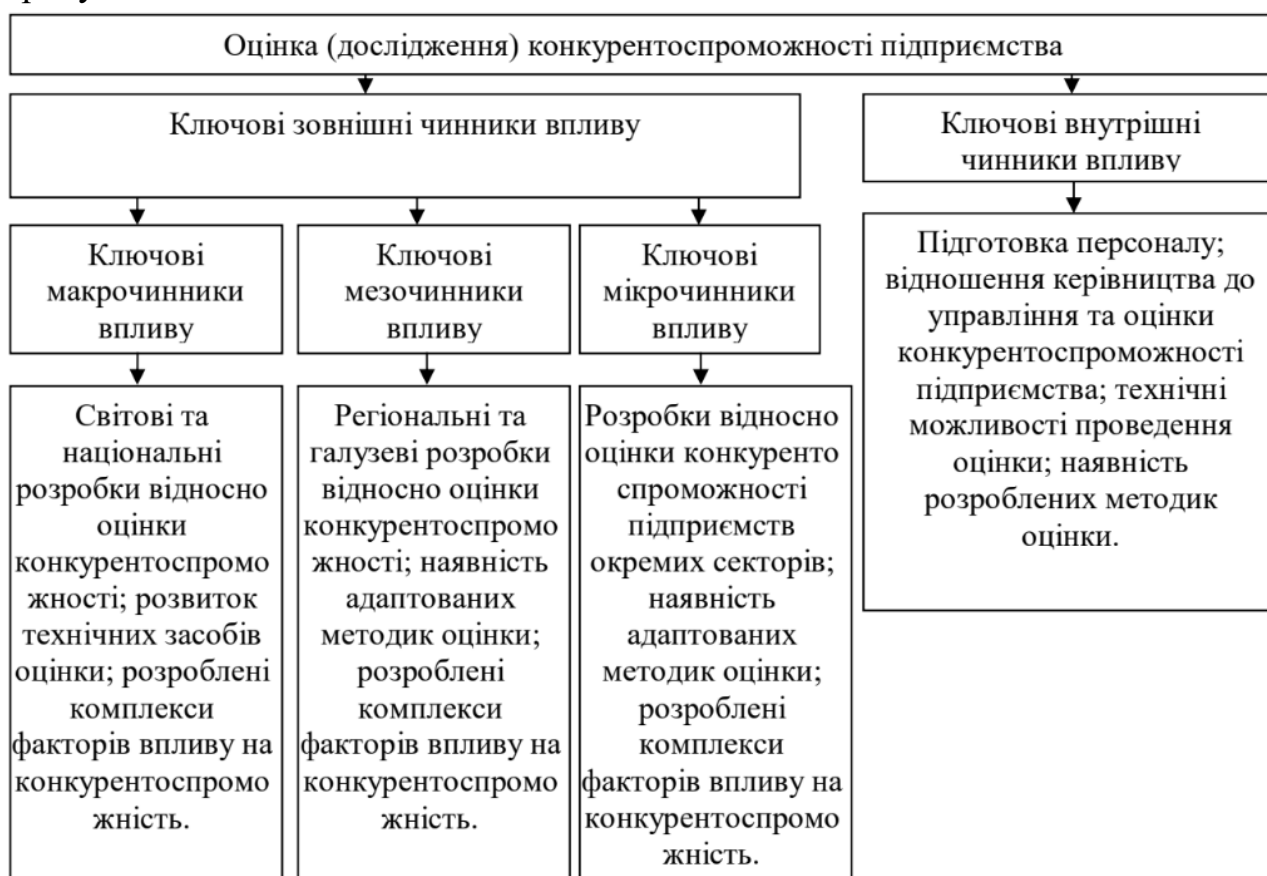 Оцінка (дослідження) конкурентоспроможності підприємства
Ключові зовнішні чинники впливу
Ключові внутрішні
чинники впливу
Ключові
макрочинники
впливу
Ключові
мезочинники
впливу
Ключові
мікрочинники
впливу
Підготовка персоналу;
відношення керівництва до
управління та оцінки
конкурентоспроможності
підприємства; технічні
можливості проведення
оцінки; наявність
розроблених методик
оцінки.
Світові та
національні
розробки відносно
оцінки
конкурентоспромо
жності; розвиток
технічних засобів
оцінки; розроблені
комплекси
факторів впливу на
конкурентоспромо
жність.
Регіональні та
галузеві розробки
відносно оцінки
конкурентоспромо
жності; наявність
адаптованих
методик оцінки;
розроблені
комплекси
факторів впливу на
конкурентоспромо
жність.
Розробки відносно
оцінки конкуренто
спроможності
підприємств
окремих секторів;
наявність
адаптованих
методик оцінки;
розроблені
комплекси
факторів впливу на
конкурентоспромо
жність.